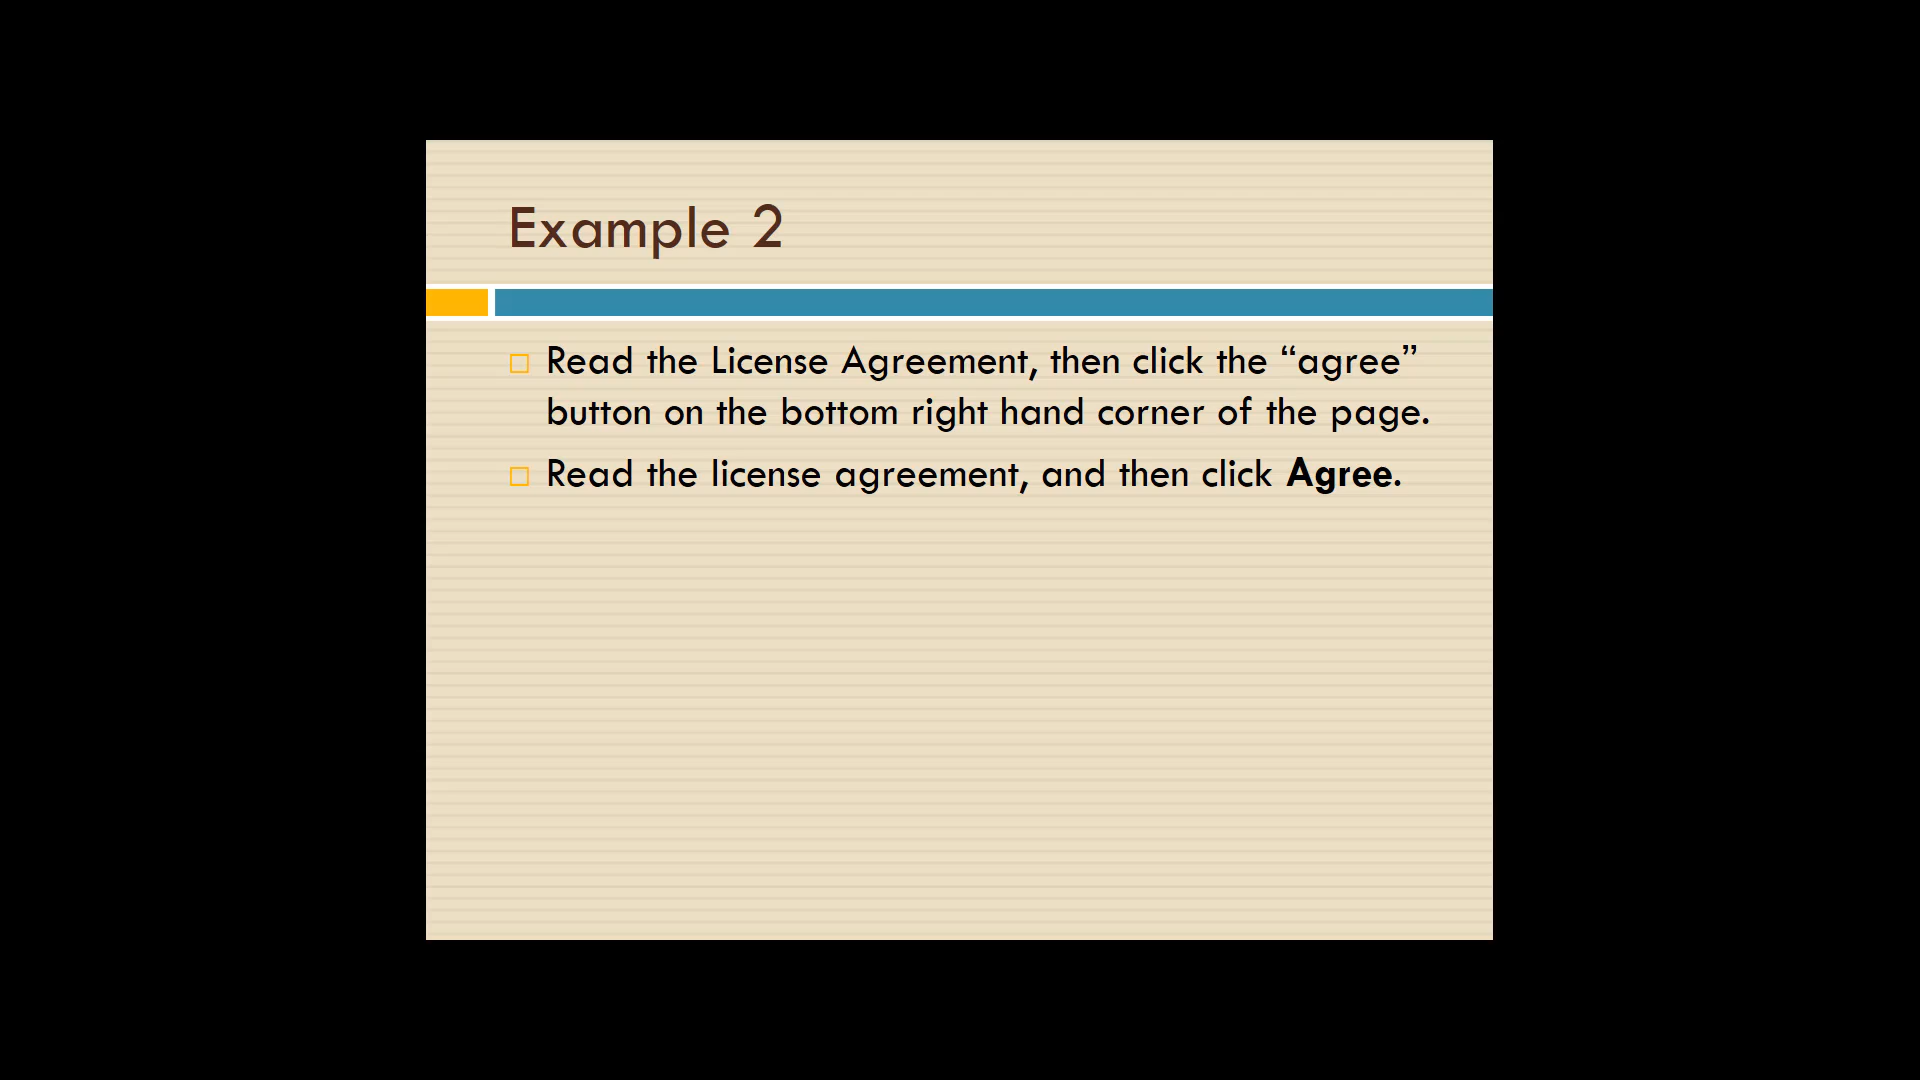 Example 2
Read the License Agreement, then click the “agree”
button on the bottom right hand corner of the page.
Read the license agreement, and then click Agree.